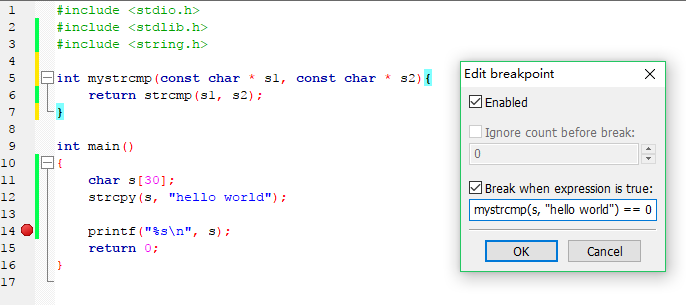 1 #include <stdio.h>
2 #include <stdlib.h>
3 #include <string.h>
4
5 int mystrcmp(const char * s1, const char * s2){
6 return strcmp(s1, s2);
7 }
8
9 int main()
10 {
11 char s[30];
12 strcpy(s, "hello world");
13
14 printf("%s\n", s);
15 return 0;
16 }
17
Edit breakpoint
Enabled
Ignore count before break:
0
Break when expression is true:
mystrcmp(s, "hello world") == 0
OK Cancel